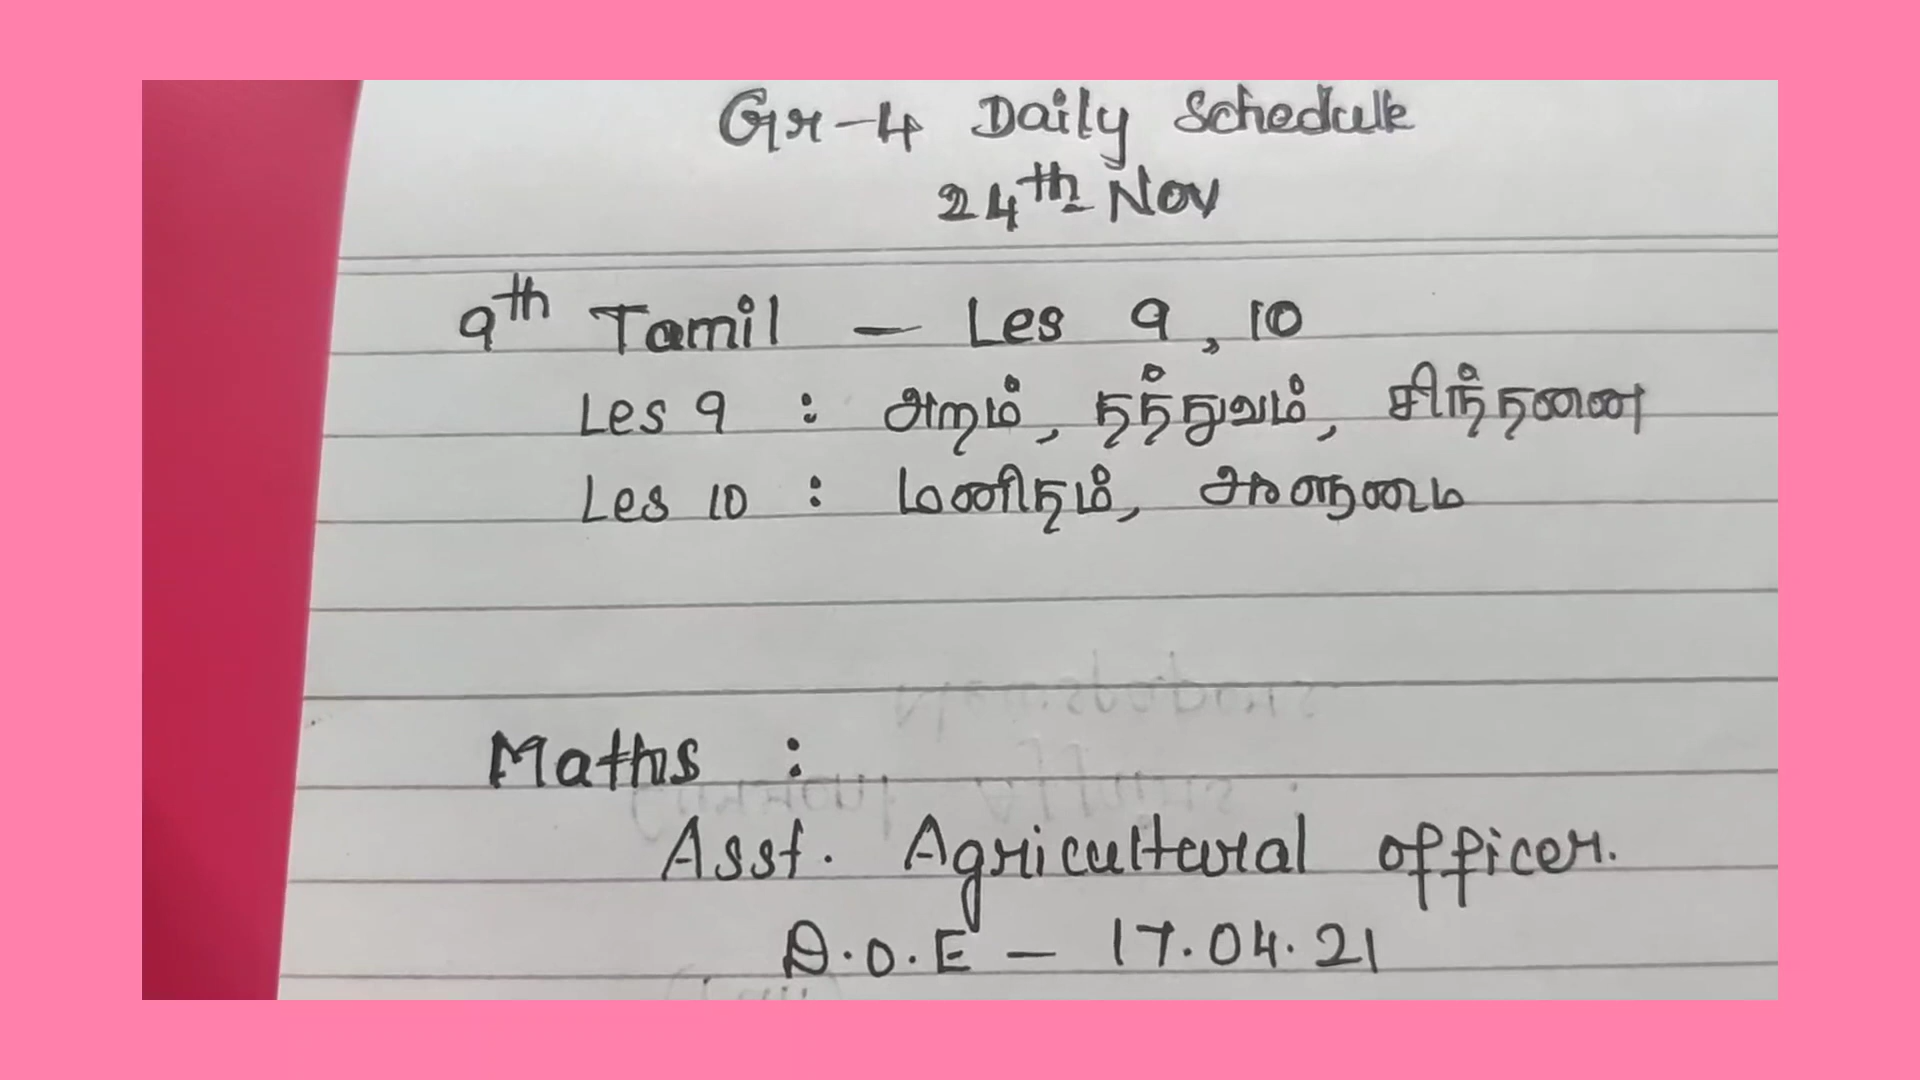 Gr-4 Daily Schedule
24th Nov
9th Tamil - Les 9, 10
Les 9 : அறம், தத்துவம், சிந்தனை
Les 10 : மனிதம், ஆளுமை
Maths :
Asst. Agricultural officer.
D.O.E - 17.04.21